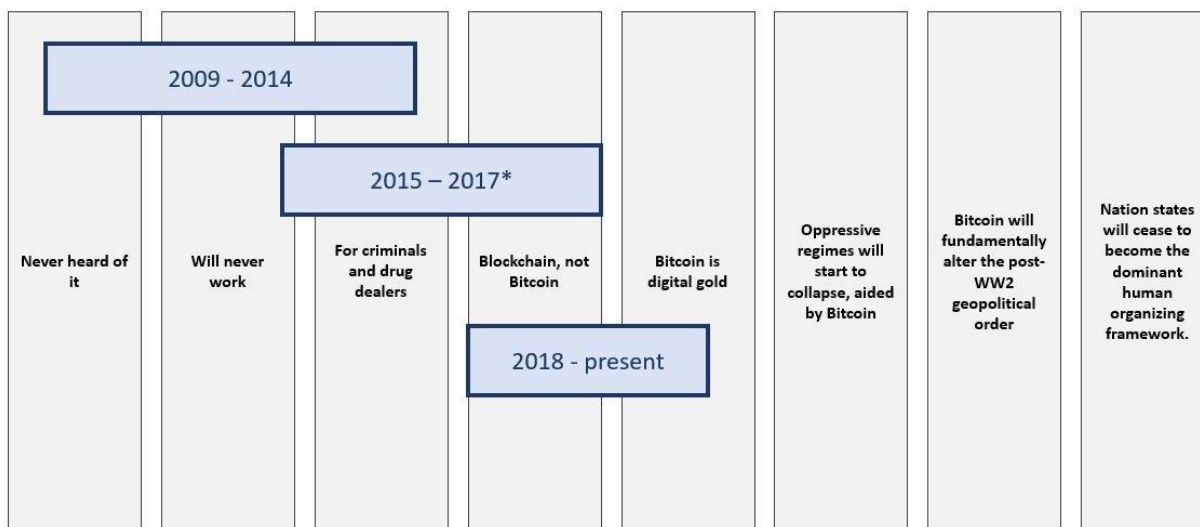 2009 - 2014
2015 – 2017*
Never heard of
it
Will never
work
For criminals
and drug
dealers
Blockchain, not
Bitcoin
Bitcoin is
digital gold
Oppressive
regimes will
start to
collapse, aided
by Bitcoin
Bitcoin will
fundamentally
alter the post-
WW2
geopolitical
order
Nation states
will cease to
become the
dominant
human
organizing
framework.
2018 - present